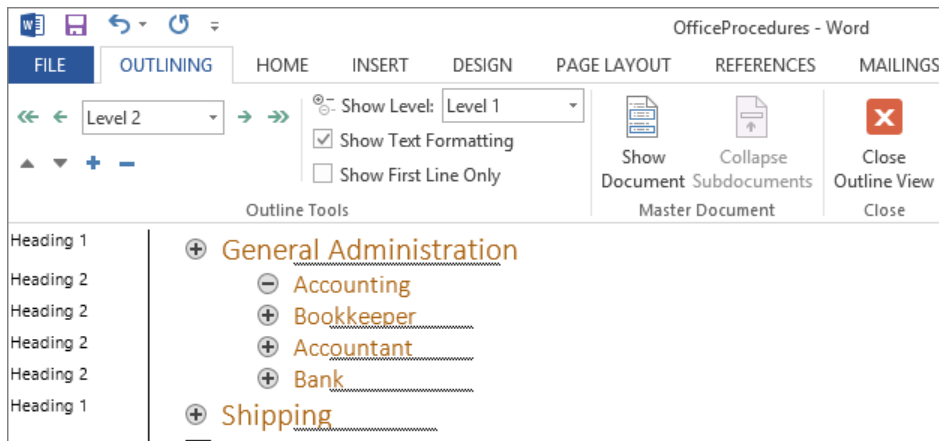 OfficeProcedures - Word
FILE OUTLINING HOME INSERT DESIGN PAGE LAYOUT REFERENCES MAILINGS
Level 2
Show Level: Level 1
Show Text Formatting
Show First Line Only
Outline Tools
Show Document
Collapse Subdocuments
Master Document
Close Outline View
Close
Heading 1 General Administration
Heading 2 Accounting
Heading 2 Bookkeeper
Heading 2 Accountant
Heading 2 Bank
Heading 1 Shipping